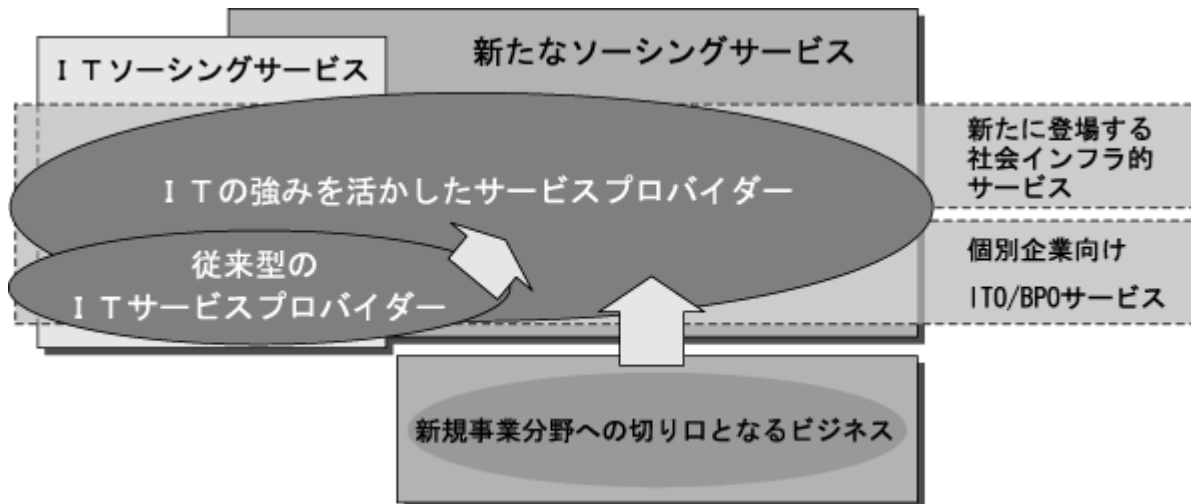 新たなソーシングサービス
ＩＴソーシングサービス
新たに登場する
社会インフラ的
サービス
ＩＴの強みを活かしたサービスプロバイダー
個別企業向け
ITO/BPOサービス
従来型の
ＩＴサービスプロバイダー
新規事業分野への切り口となるビジネス